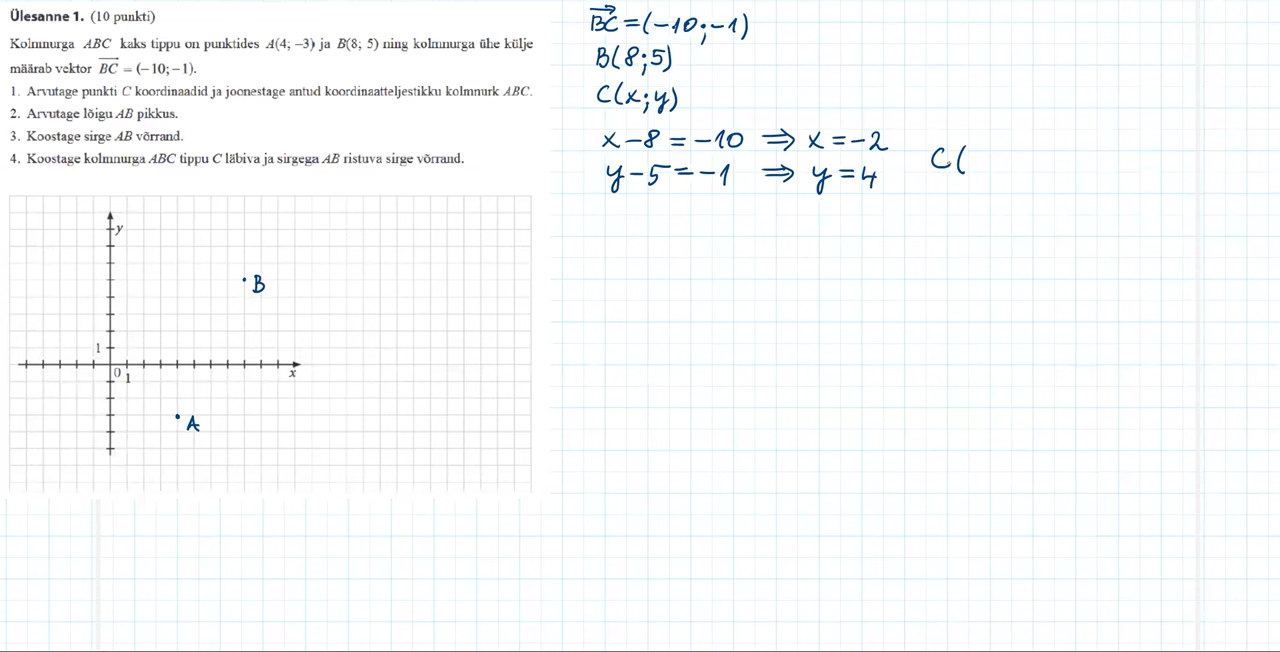 Ülesanne 1. (10 punkti)
Kolmnurga ABC kaks tippu on punktides A(4; −3) ja B(8; 5) ning kolmnurga ühe külje
määrab vektor BC⃗ = (−10; −1).
1. Arvutage punkti C koordinaadid ja joonestage antud koordinaatteljestikku kolmnurk ABC.
2. Arvutage lõigu AB pikkus.
3. Koostage sirge AB võrrand.
4. Koostage kolmnurga ABC tippu C läbiva ja sirgega AB ristuva sirge võrrand.
y
B
1
0 1
x
A
BC⃗ = (−10; −1)
B(8; 5)
C(x; y)
x − 8 = −10 ⇒ x = −2
y − 5 = −1 ⇒ y = 4
C(